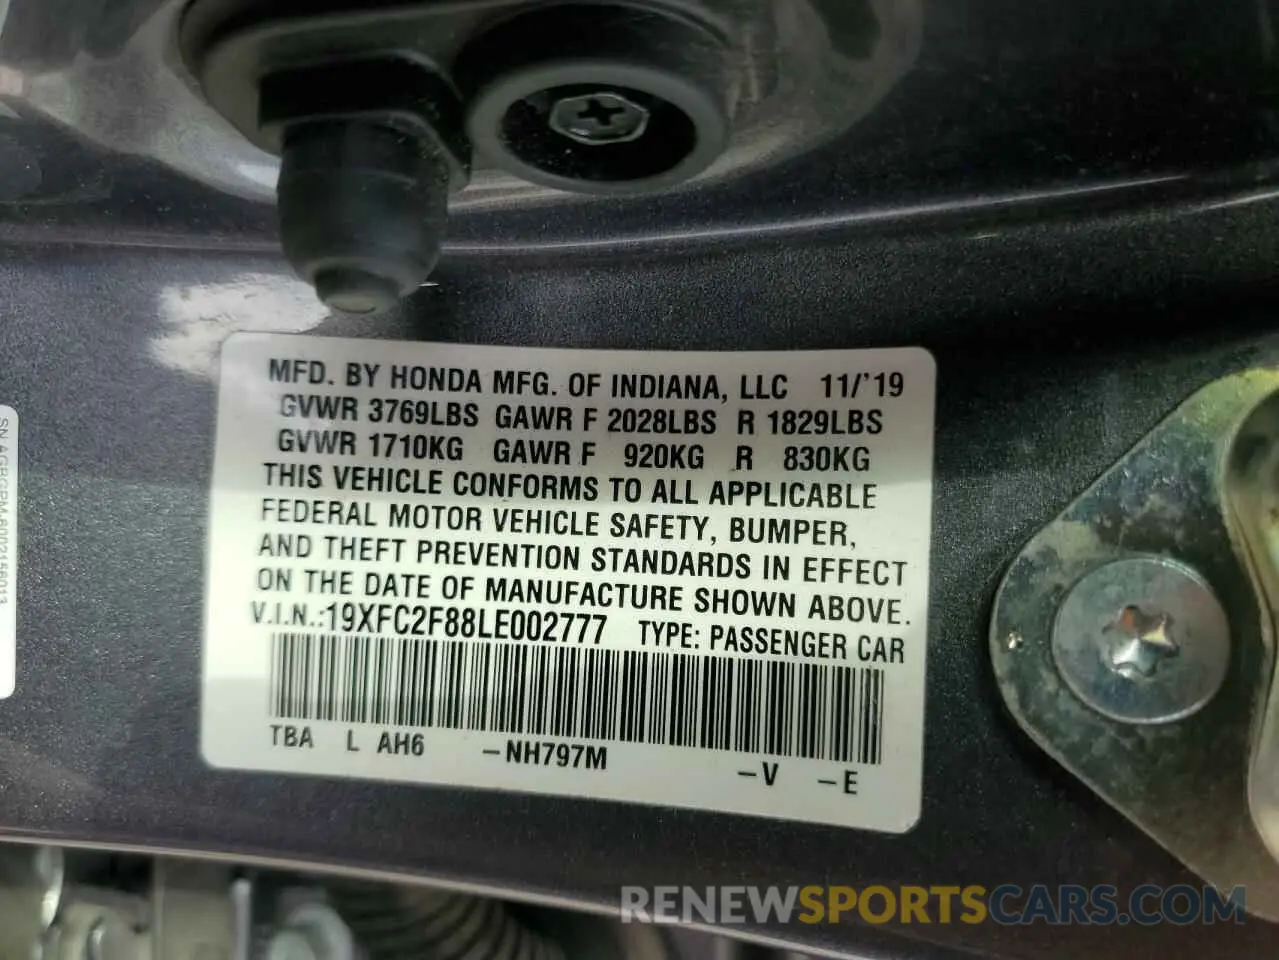 MFD. BY HONDA MFG. OF INDIANA, LLC 11/'19
GVWR 3769LBS GAWR F 2028LBS R 1829LBS
GVWR 1710KG GAWR F 920KG R 830KG
THIS VEHICLE CONFORMS TO ALL APPLICABLE
FEDERAL MOTOR VEHICLE SAFETY, BUMPER,
AND THEFT PREVENTION STANDARDS IN EFFECT
ON THE DATE OF MANUFACTURE SHOWN ABOVE.
V.I.N.:19XFC2F88LE002777 TYPE: PASSENGER CAR
TBA L AH6 -NH797M -V -E
RENEWSPORTSCARS.COM